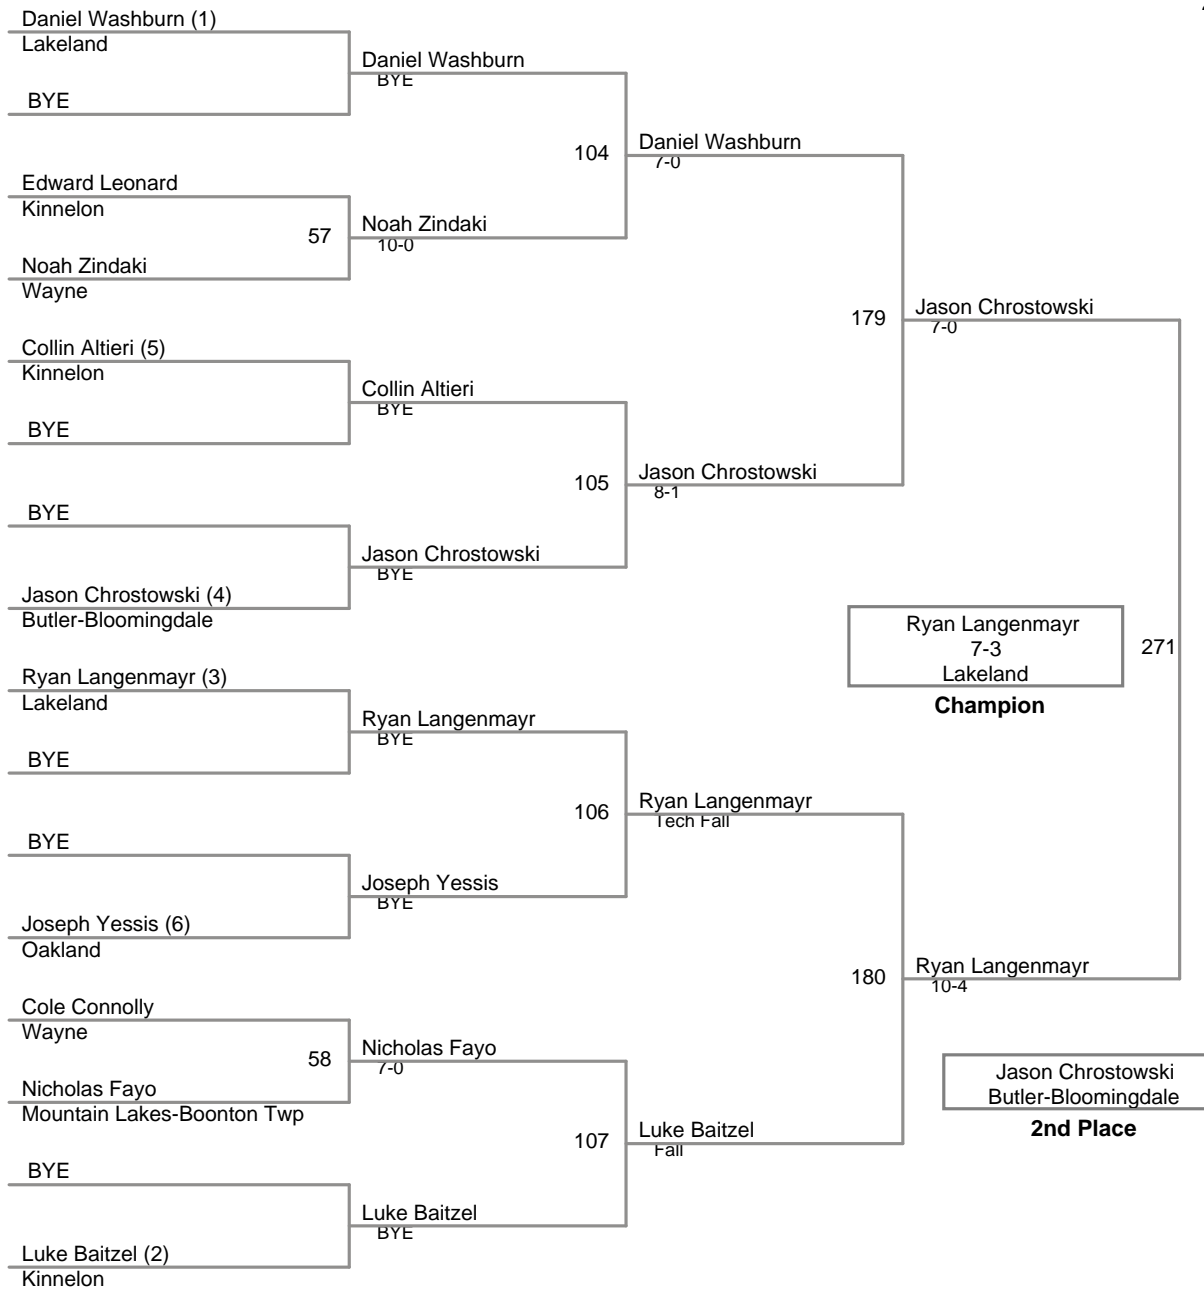 Daniel Washburn (1)
Lakeland
BYE
Edward Leonard
Kinnelon
57
Noah Zindaki
Wayne
Collin Altieri (5)
Kinnelon
BYE
BYE
Jason Chrostowski (4)
Butler-Bloomingdale
Ryan Langenmayr (3)
Lakeland
BYE
BYE
Joseph Yessis (6)
Oakland
Cole Connolly
Wayne
58
Nicholas Fayo
Mountain Lakes-Boonton Twp
BYE
Luke Baitzel (2)
Kinnelon
Daniel Washburn
BYE
104
Noah Zindaki
10-0
Collin Altieri
BYE
105
Jason Chrostowski
BYE
Ryan Langenmayr
BYE
106
Joseph Yessis
BYE
Nicholas Fayo
7-0
107
Luke Baitzel
BYE
Daniel Washburn
7-0
179
Jason Chrostowski
8-1
Ryan Langenmayr
Tech Fall
180
Luke Baitzel
Fall
Jason Chrostowski
7-0
271
Ryan Langenmayr
10-4
Ryan Langenmayr
7-3
Lakeland
Champion
Jason Chrostowski
Butler-Bloomingdale
2nd Place